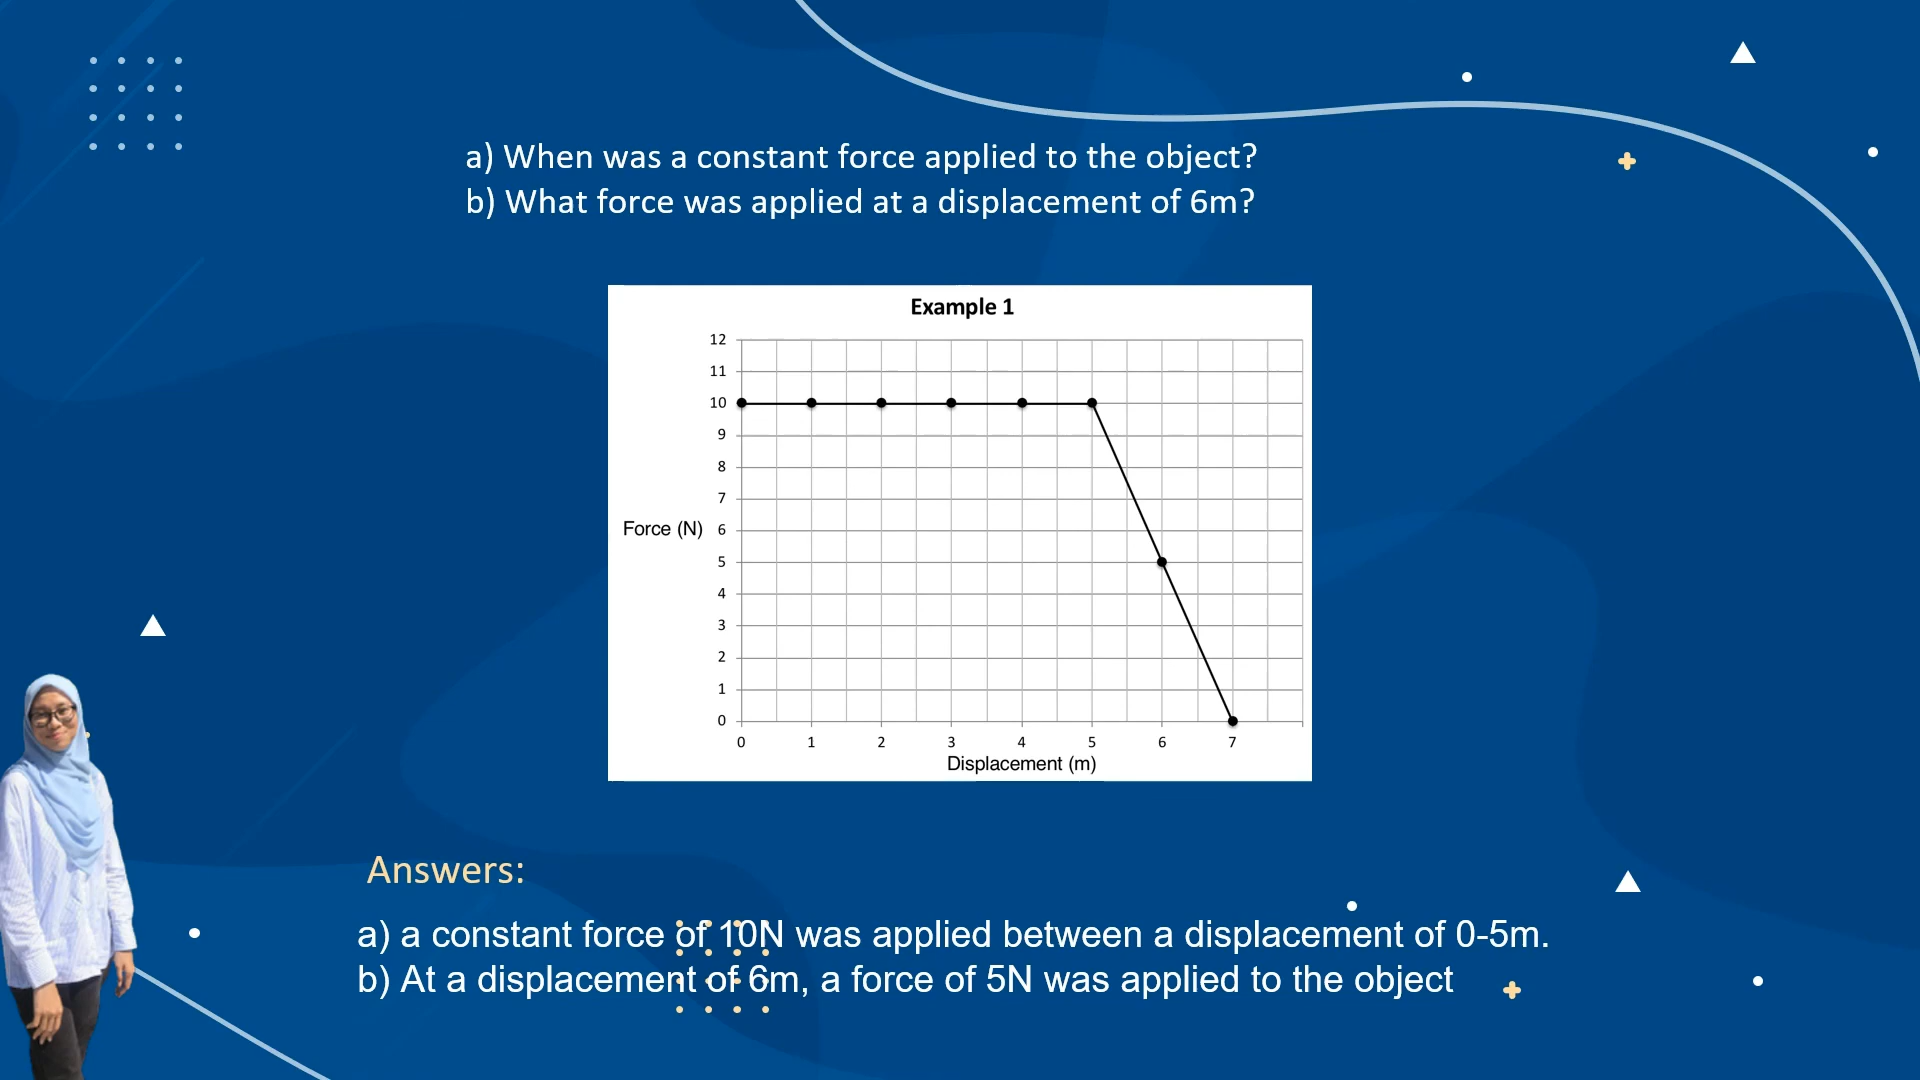 a) When was a constant force applied to the object?
b) What force was applied at a displacement of 6m?
Example 1
12
11
10
9
8
7
Force (N) 6
5
4
3
2
1
0
0 1 2 3 4 5 6 7
Displacement (m)
Answers:
a) a constant force of 10N was applied between a displacement of 0-5m.
b) At a displacement of 6m, a force of 5N was applied to the object